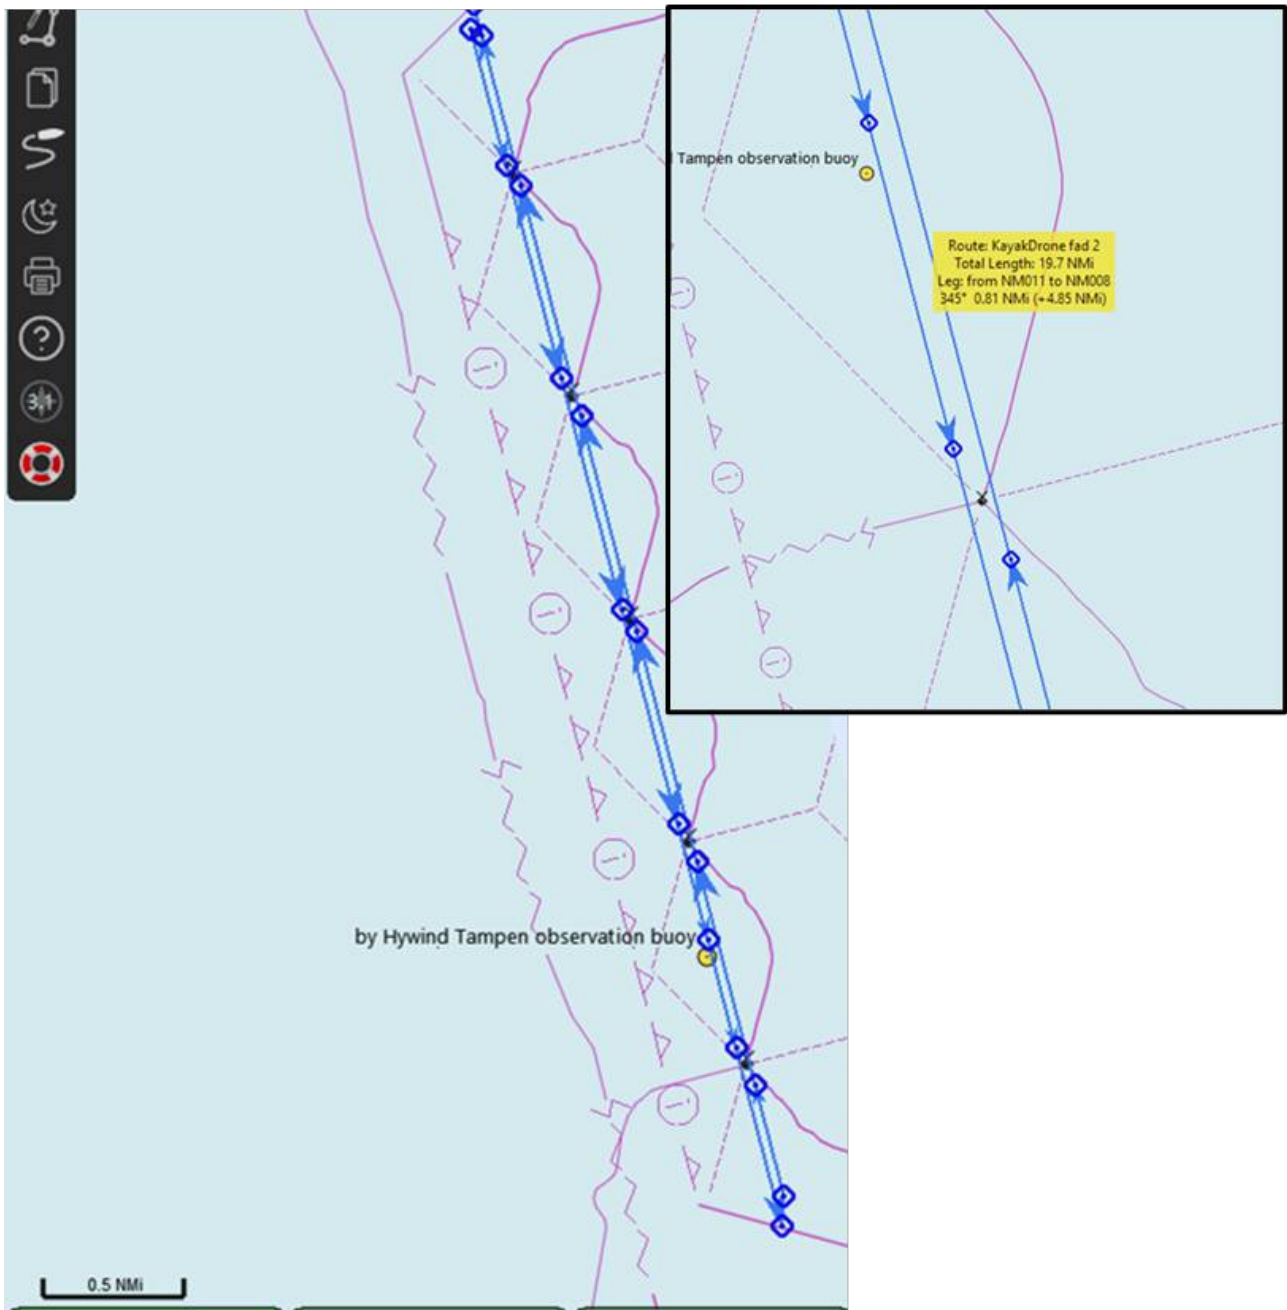 Tampen observation buoy
Route: KayakDrone fad 2
Total Length: 19.7 NMi
Leg: from NM011 to NM008
345° 0.81 NMi (+4.85 NMi)
by Hywind Tampen observation buoy
0.5 NMi